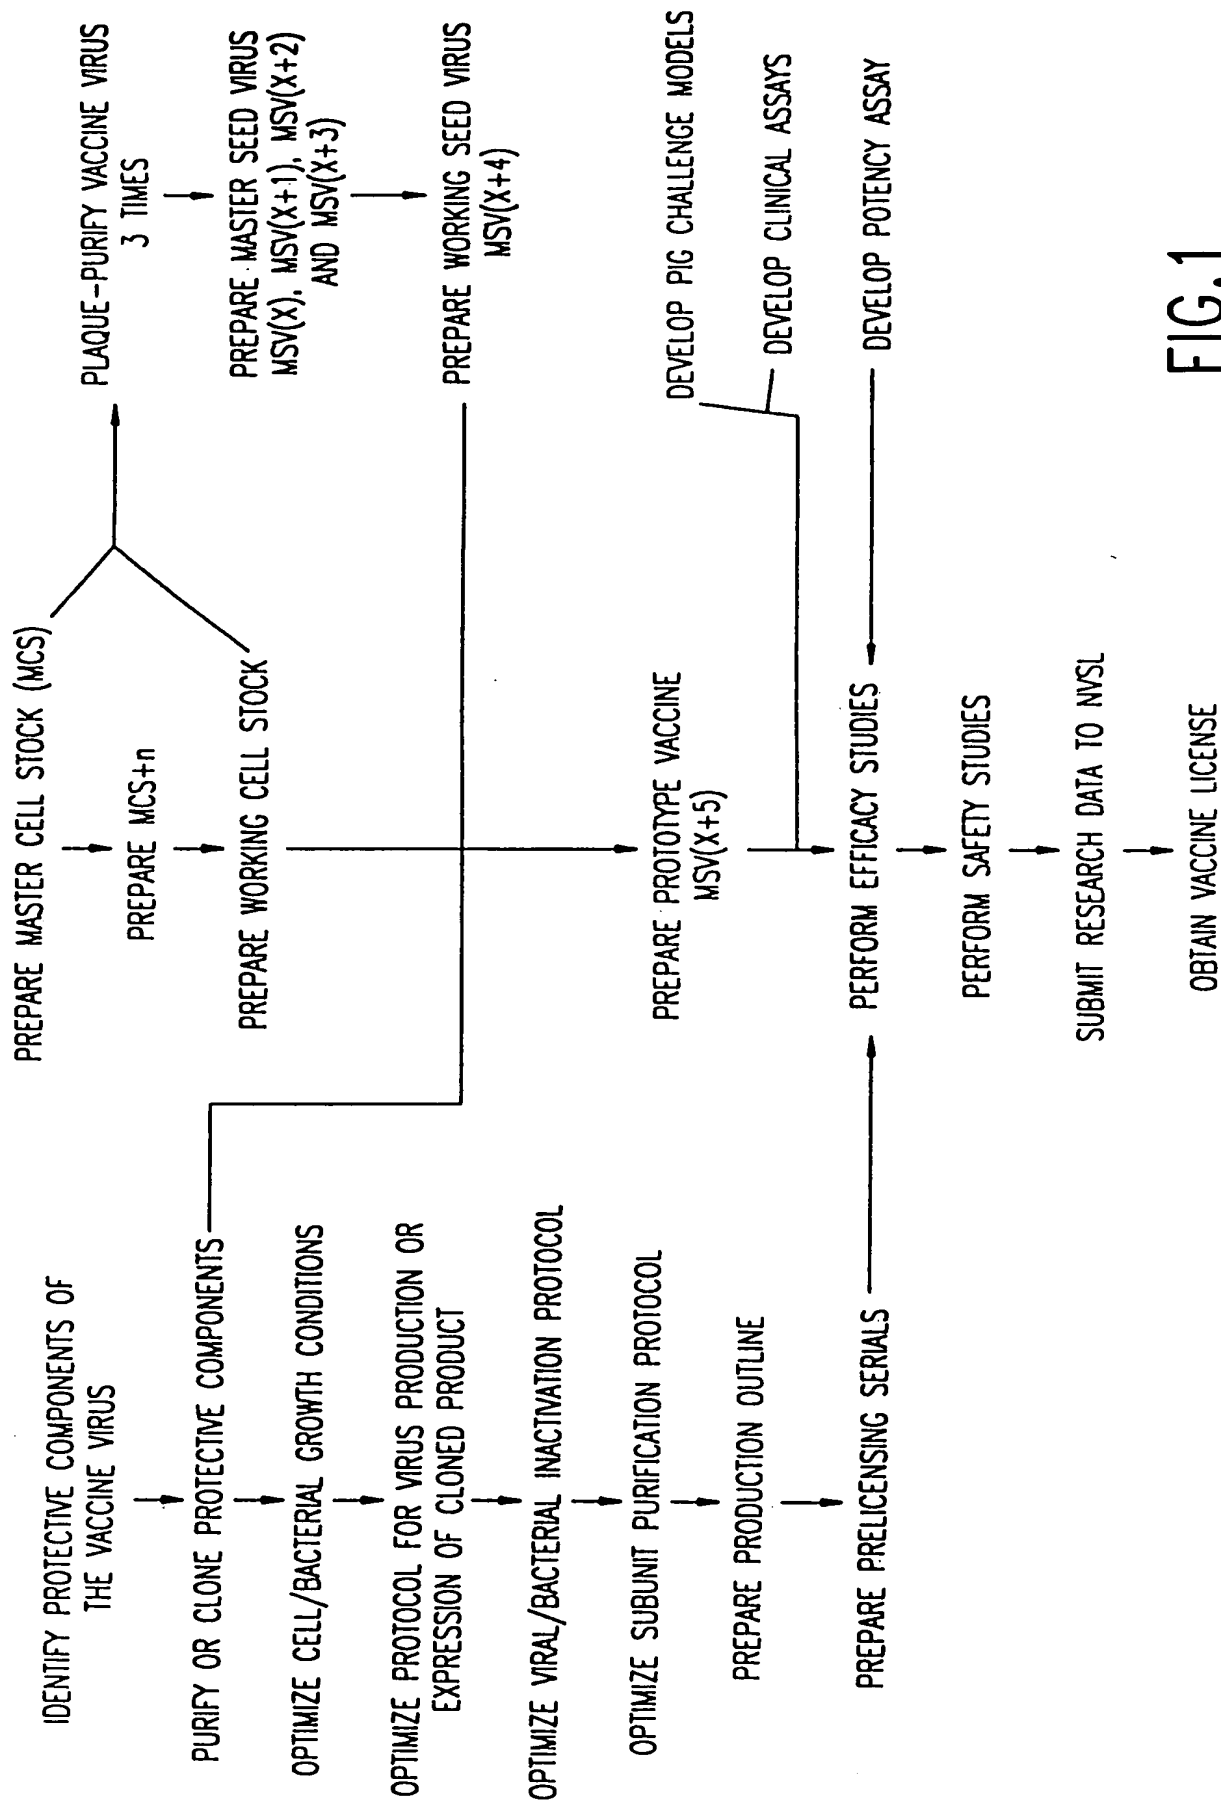 IDENTIFY PROTECTIVE COMPONENTS OF
THE VACCINE VIRUS
PURIFY OR CLONE PROTECTIVE COMPONENTS
OPTIMIZE CELL/BACTERIAL GROWTH CONDITIONS
OPTIMIZE PROTOCOL FOR VIRUS PRODUCTION OR
EXPRESSION OF CLONED PRODUCT
OPTIMIZE VIRAL/BACTERIAL INACTIVATION PROTOCOL
OPTIMIZE SUBUNIT PURIFICATION PROTOCOL
PREPARE PRODUCTION OUTLINE
PREPARE PRELICENSING SERIALS
PREPARE MASTER CELL STOCK (MCS)
PREPARE MCS+n
PREPARE WORKING CELL STOCK
PREPARE PROTOTYPE VACCINE
MSV(X+5)
PERFORM EFFICACY STUDIES
PERFORM SAFETY STUDIES
SUBMIT RESEARCH DATA TO NVSL
OBTAIN VACCINE LICENSE
PLAQUE-PURIFY VACCINE VIRUS
3 TIMES
PREPARE MASTER SEED VIRUS
MSV(X), MSV(X+1), MSV(X+2)
AND MSV(X+3)
PREPARE WORKING SEED VIRUS
MSV(X+4)
DEVELOP PIG CHALLENGE MODELS
DEVELOP CLINICAL ASSAYS
DEVELOP POTENCY ASSAY
FIG.1